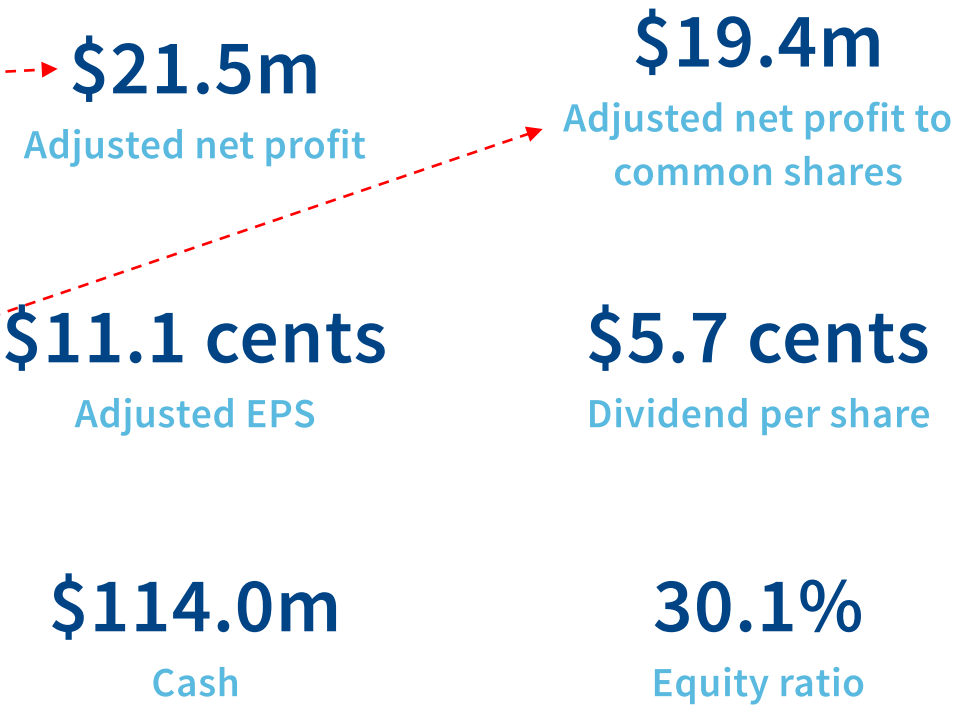 $21.5m
Adjusted net profit
$19.4m
Adjusted net profit to
common shares
$11.1 cents
Adjusted EPS
$5.7 cents
Dividend per share
$114.0m
Cash
30.1%
Equity ratio